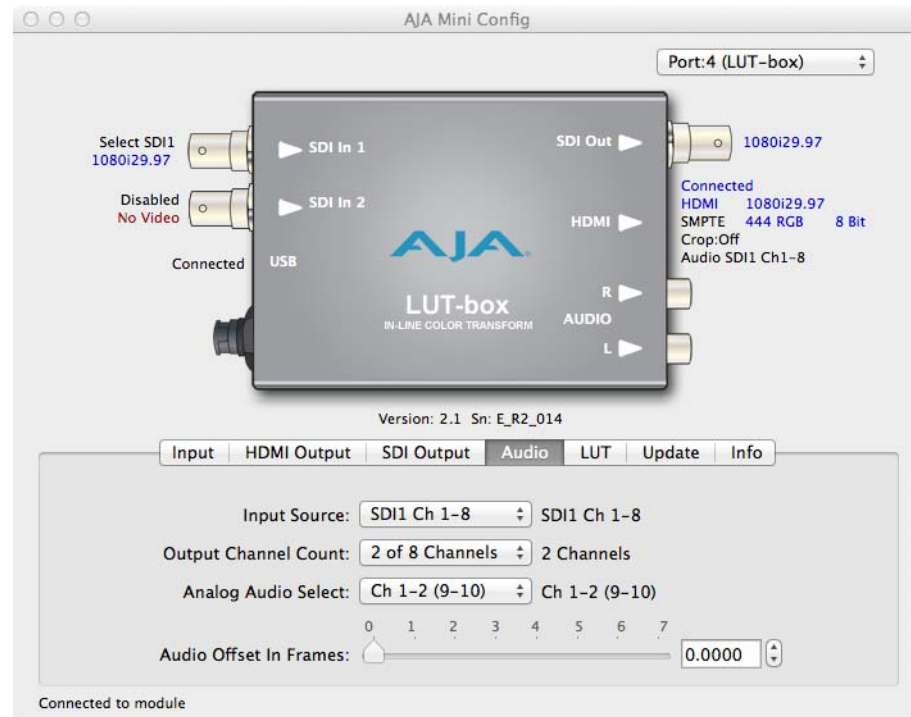 AJA Mini Config
Port:4 (LUT-box)
Select SDI1
1080i29.97
Disabled
No Video
Connected
SDI In 1
SDI In 2
USB
SDI Out
HDMI
R
AUDIO
L
AJA
LUT-box
IN-LINE COLOR TRANSFORM
1080i29.97
Connected
HDMI 1080i29.97
SMPTE 444 RGB 8 Bit
Crop:Off
Audio SDI1 Ch1-8
Version: 2.1 Sn: E_R2_014
Input HDMI Output SDI Output Audio LUT Update Info
Input Source: SDI1 Ch 1-8 SDI1 Ch 1-8
Output Channel Count: 2 of 8 Channels 2 Channels
Analog Audio Select: Ch 1-2 (9-10) Ch 1-2 (9-10)
0 1 2 3 4 5 6 7
Audio Offset In Frames: 0.0000
Connected to module